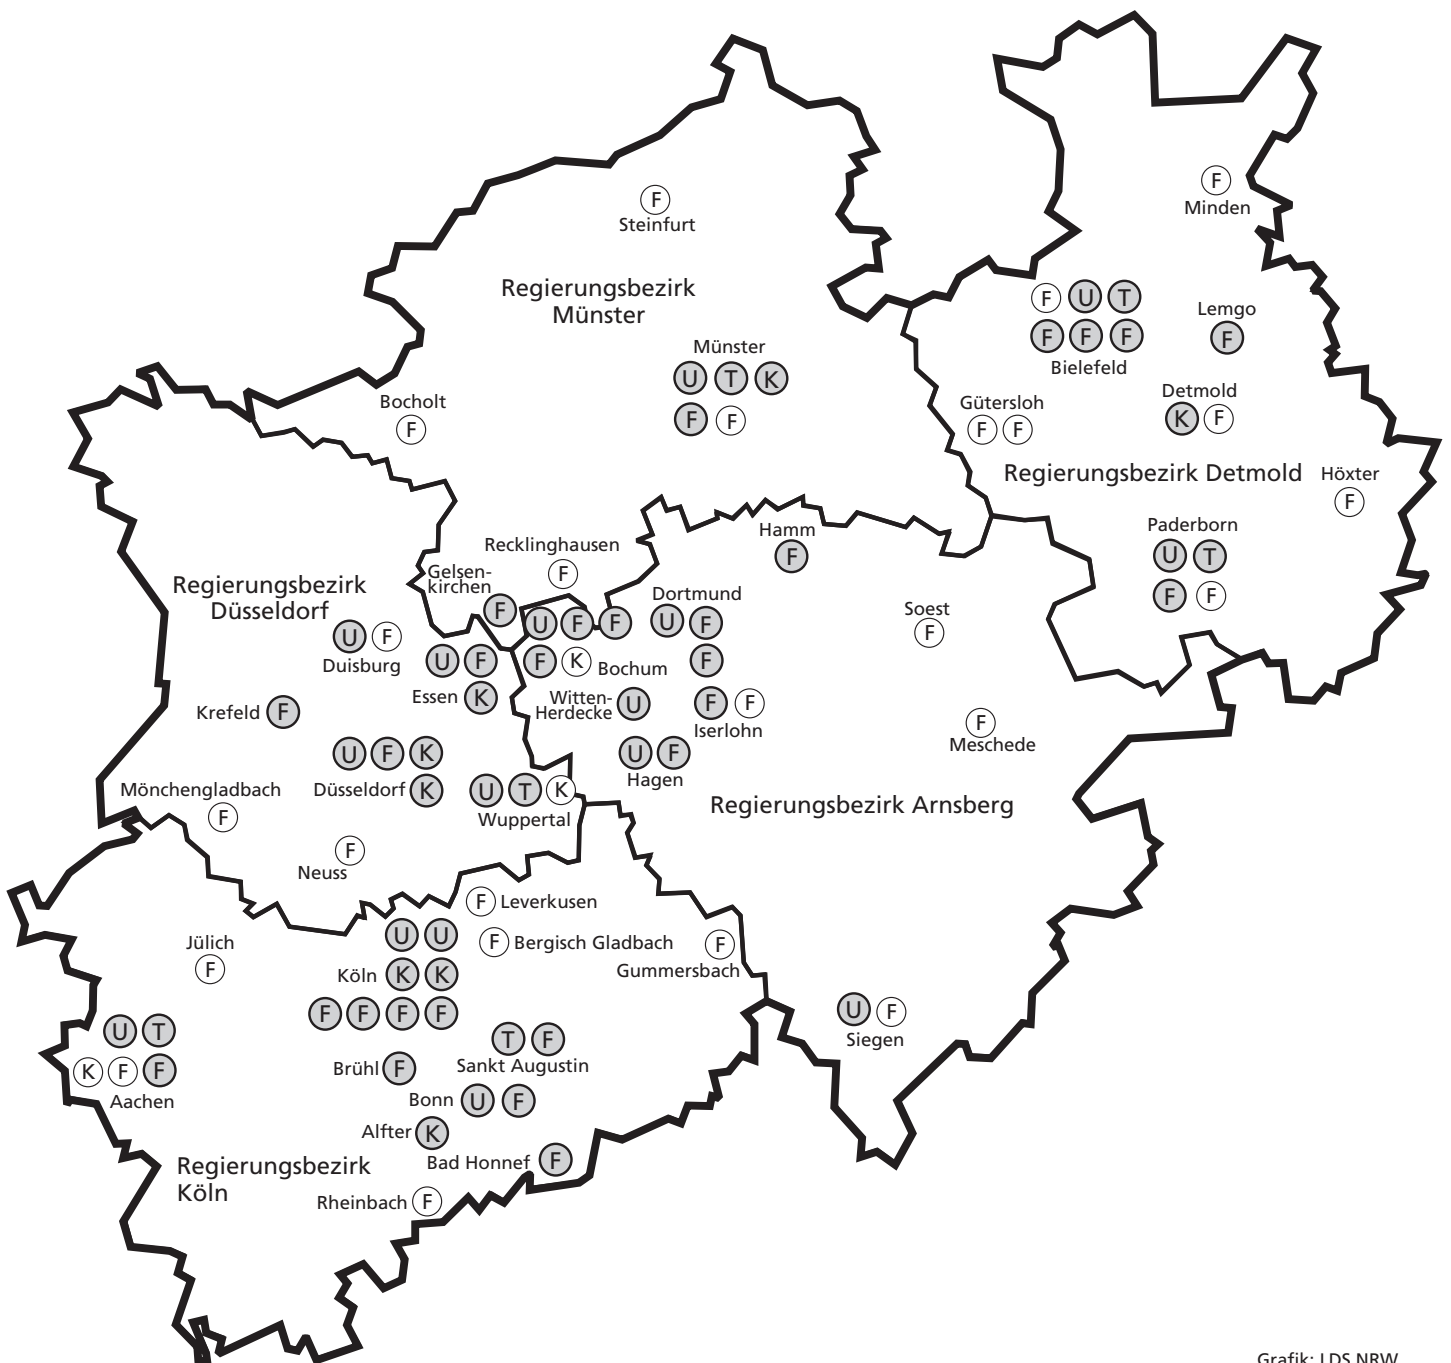 F
Steinfurt
F
Minden
Regierungsbezirk
Münster
F U T
F F F
Bielefeld
Lemgo
F
Münster
U T K
F F
Bocholt
F
Gütersloh
F F
Detmold
K F
Regierungsbezirk Detmold
Höxter
F
Paderborn
U T
F F
Hamm
F
Recklinghausen
F
Gelsen-
kirchen
F
Regierungsbezirk
Düsseldorf
U F
Duisburg
U F F
F K Bochum
Dortmund
U F
F
Soest
F
U F
Essen K
Witten-
Herdecke U
F F
Iserlohn
Krefeld F
F
Meschede
U F K
Düsseldorf K
U F
Hagen
U T K
Wuppertal
Mönchengladbach
F
Regierungsbezirk Arnsberg
F
Neuss
F Leverkusen
U U
Köln K K
F F F F
F Bergisch Gladbach
F
Gummersbach
Jülich
F
U F
Siegen
U T
K F F
Aachen
T F
Sankt Augustin
Brühl F
Bonn U F
Alfter K
Bad Honnef F
Regierungsbezirk
Köln
Rheinbach F
Grafik: LDS NRW